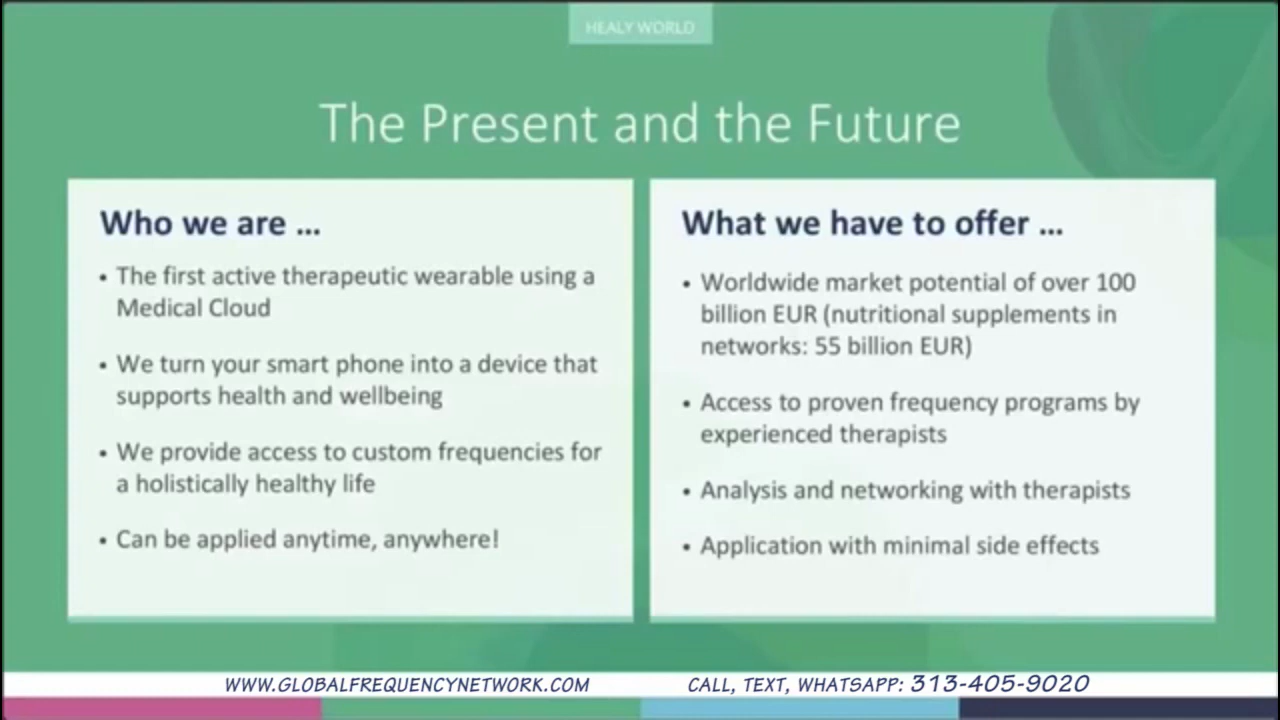 HEALY WORLD
The Present and the Future
Who we are ...
• The first active therapeutic wearable using a
Medical Cloud
• We turn your smart phone into a device that
supports health and wellbeing
• We provide access to custom frequencies for
a holistically healthy life
• Can be applied anytime, anywhere!
What we have to offer ...
• Worldwide market potential of over 100
billion EUR (nutritional supplements in
networks: 55 billion EUR)
• Access to proven frequency programs by
experienced therapists
• Analysis and networking with therapists
• Application with minimal side effects
WWW.GLOBALFREQUENCYNETWORK.COM
CALL, TEXT, WHATSAPP: 313-405-9020